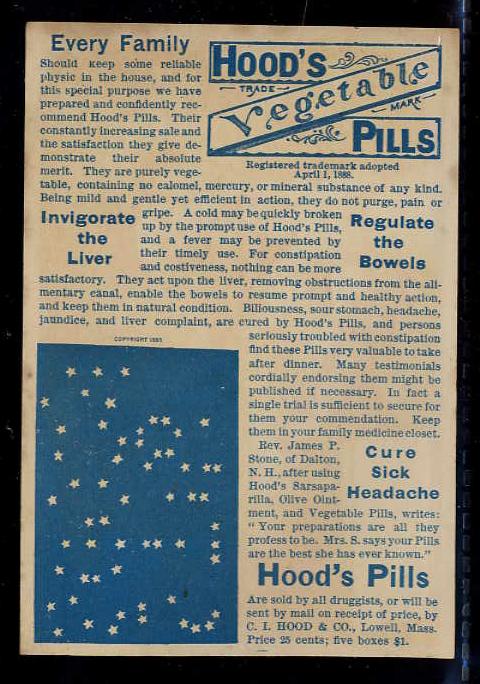 Every Family
Should keep some reliable
physic in the house, and for
this special purpose we have
prepared and confidently rec-
ommend Hood's Pills. Their
constantly increasing sale and
the satisfaction they give de-
monstrate their absolute
merit. They are purely vege-
HOOD'S
TRADE MARK
Vegetable
PILLS
Registered trademark adopted
April 1, 1888.
table, containing no calomel, mercury, or mineral substance of any kind.
Being mild and gentle yet efficient in action, they do not purge, pain or
Invigorate
the
Liver
gripe. A cold may be quickly broken
up by the prompt use of Hood's Pills,
and a fever may be prevented by
their timely use. For constipation
and costiveness, nothing can be more
Regulate
the
Bowels
satisfactory. They act upon the liver, removing obstructions from the ali-
mentary canal, enable the bowels to resume prompt and healthy action,
and keep them in natural condition. Biliousness, sour stomach, headache,
jaundice, and liver complaint, are cured by Hood's Pills, and persons
COPYRIGHT
seriously troubled with constipation
find these Pills very valuable to take
after dinner. Many testimonials
cordially endorsing them might be
published if necessary. In fact a
single trial is sufficient to secure for
them your commendation. Keep
them in your family medicine closet.
Rev. James P.
Stone, of Dalton,
N. H., after using
Hood's Sarsapa-
rilla, Olive Oint-
Cure
Sick
Headache
ment, and Vegetable Pills, writes:
"Your preparations are all they
profess to be. Mrs. S. says your Pills
are the best she has ever known."
Hood's Pills
Are sold by all druggists, or will be
sent by mail on receipt of price, by
C. I. HOOD & CO., Lowell, Mass.
Price 25 cents; five boxes $1.